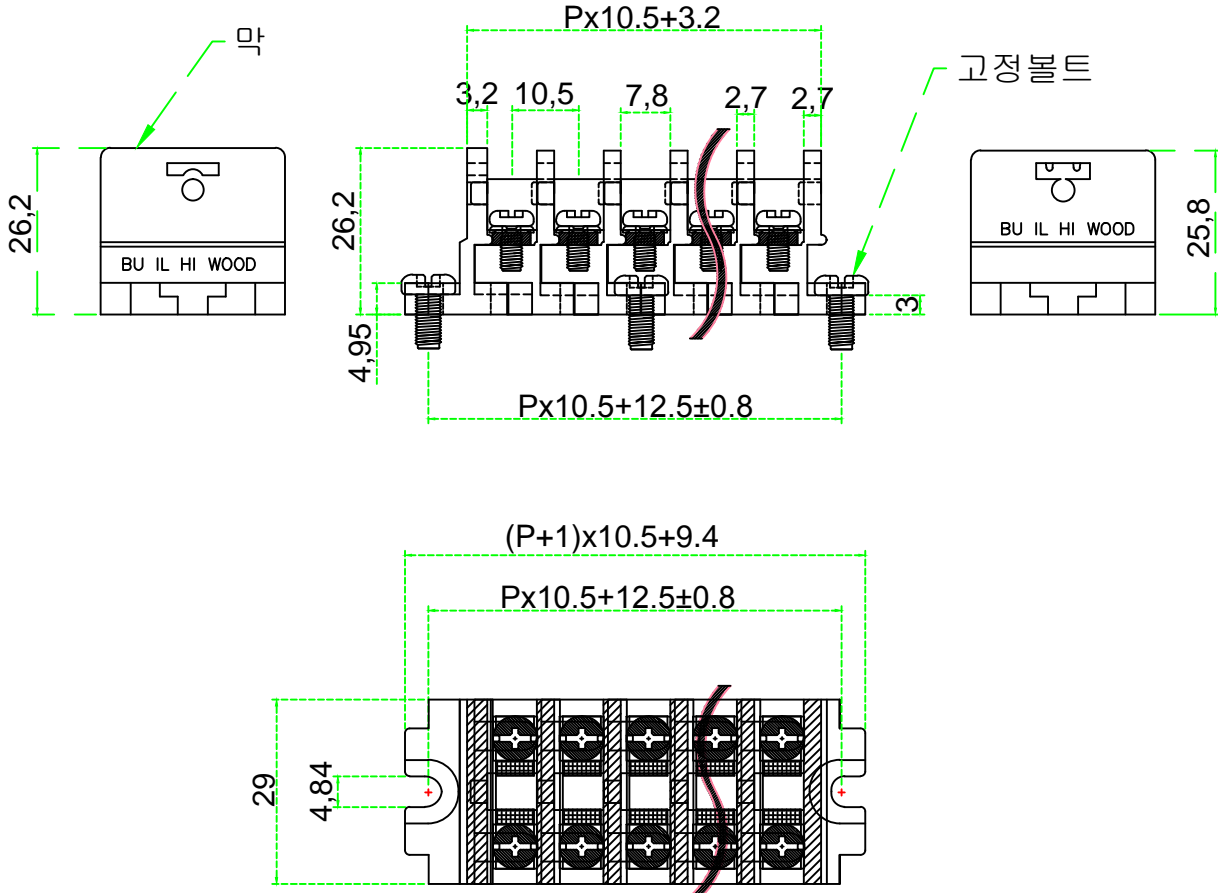 Px10.5+3.2
막
고정볼트
3,2
10,5
7,8
2,7
2,7
26,2
BU IL HI WOOD
26,2
4,95
3
BU IL HI WOOD
25,8
Px10.5+12.5±0.8
(P+1)x10.5+9.4
Px10.5+12.5±0.8
29
4,84